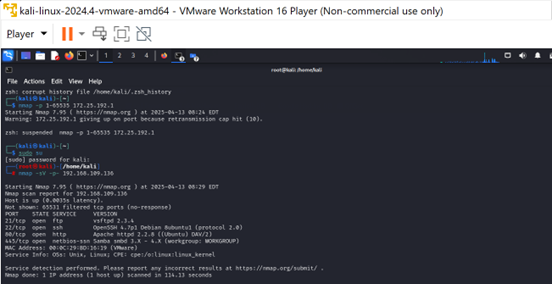 kali-linux-2024.4-vmware-amd64 - VMware Workstation 16 Player (Non-commercial use only)
Player
1 2 3 4
root@kali: /home/kali
File Actions Edit View Help
zsh: corrupt history file /home/kali/.zsh_history
(kali㉿kali)-[~]
$ nmap -p 1-65535 172.25.192.1
Starting Nmap 7.95 ( https://nmap.org ) at 2025-04-13 08:24 EDT
Warning: 172.25.192.1 giving up on port because retransmission cap hit (10).
zsh: suspended nmap -p 1-65535 172.25.192.1
(kali㉿kali)-[~]
$ sudo su
[sudo] password for kali:
(root㉿kali)-[/home/kali]
# nmap -sV -p- 192.168.109.136
Starting Nmap 7.95 ( https://nmap.org ) at 2025-04-13 08:29 EDT
Nmap scan report for 192.168.109.136
Host is up (0.0035s latency).
Not shown: 65531 filtered tcp ports (no-response)
PORT STATE SERVICE VERSION
21/tcp open ftp vsftpd 2.3.4
22/tcp open ssh OpenSSH 4.7p1 Debian 8ubuntu1 (protocol 2.0)
80/tcp open http Apache httpd 2.2.8 ((Ubuntu) DAV/2)
445/tcp open netbios-ssn Samba smbd 3.X - 4.X (workgroup: WORKGROUP)
MAC Address: 00:0C:29:8D:16:19 (VMware)
Service Info: OSs: Unix, Linux; CPE: cpe:/o:linux:linux_kernel
Service detection performed. Please report any incorrect results at https://nmap.org/submit/ .
Nmap done: 1 IP address (1 host up) scanned in 114.13 seconds